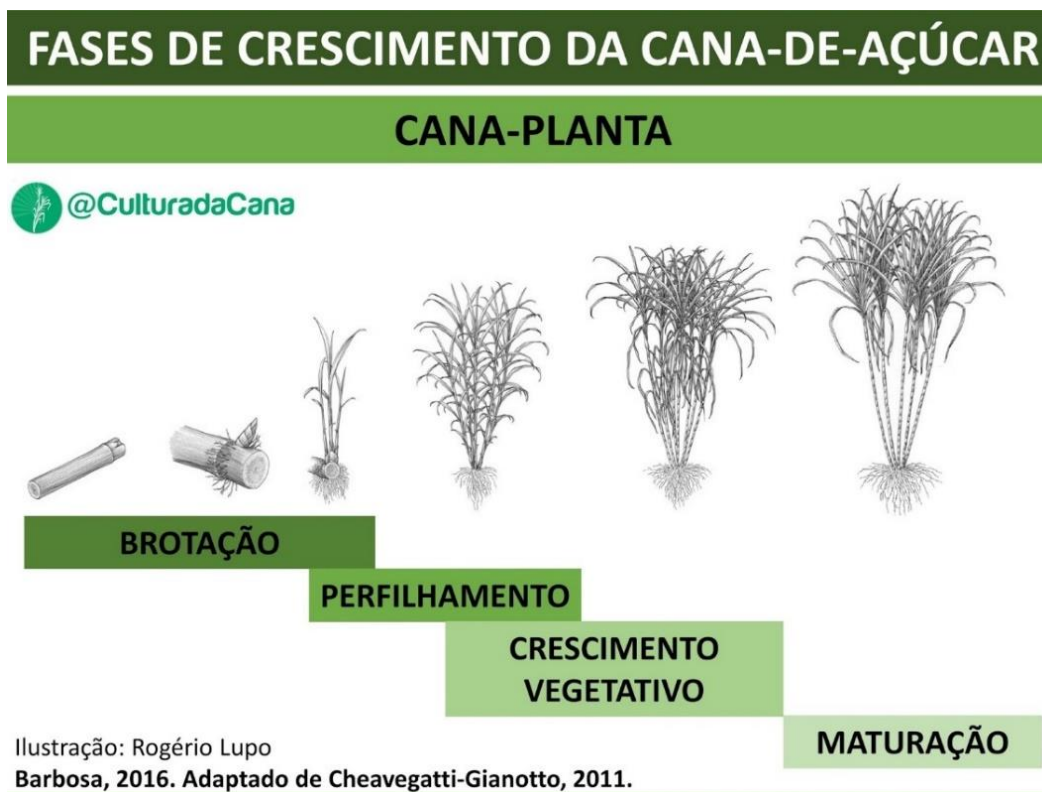 FASES DE CRESCIMENTO DA CANA-DE-AÇÚCAR
CANA-PLANTA
@CulturadaCana
BROTAÇÃO
PERFILHAMENTO
CRESCIMENTO
VEGETATIVO
MATURAÇÃO
Ilustração: Rogério Lupo
Barbosa, 2016. Adaptado de Cheavegatti-Gianotto, 2011.